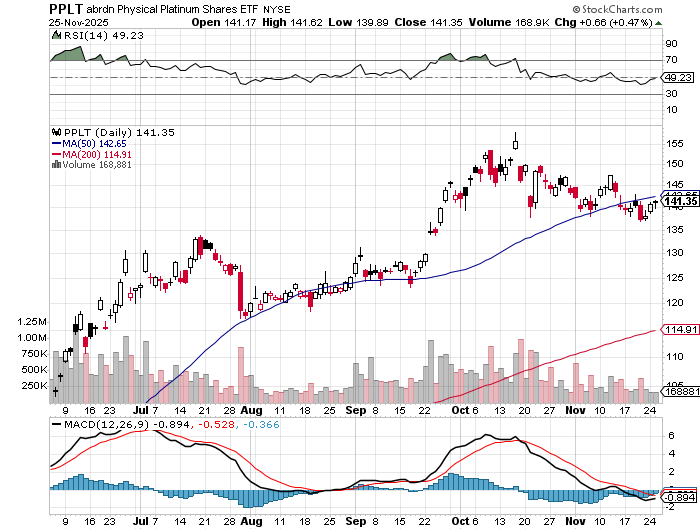 PPLT abrdn Physical Platinum Shares ETF NYSE © StockCharts.com
25-Nov-2025 Open 141.17 High 141.62 Low 139.89 Close 141.35 Volume 168.9K Chg +0.66 (+0.47%)
RSI(14) 49.23
90
70
49.23
30
10
PPLT (Daily) 141.35
MA(50) 142.65
MA(200) 114.91
Volume 168,881
155
150
145
141.35
135
130
125
120
114.91
110
105
168881
1.25M
1.00M
750K
500K
250K
9 16 23 Jul 7 14 21 28 Aug 11 18 25 Sep 8 15 22 Oct 6 13 20 27 Nov 10 17 24
MACD(12,26,9) -0.894, -0.528, -0.366
6
4
2
0
-0.894
-2
9 16 23 Jul 7 14 21 28 Aug 11 18 25 Sep 8 15 22 Oct 6 13 20 27 Nov 10 17 24